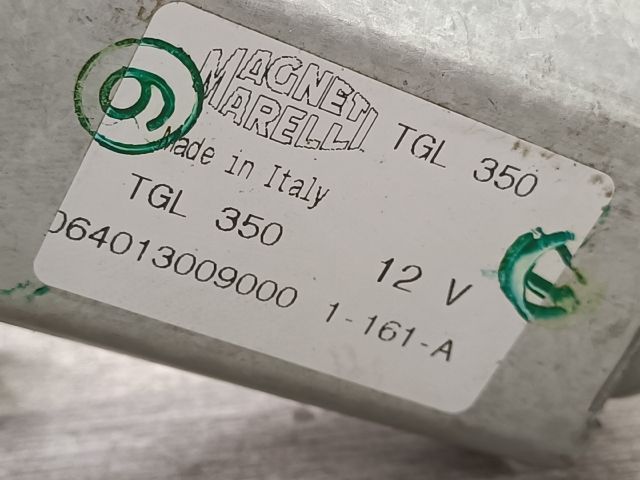 MAGNETI
MARELLI
TGL 350
Made in Italy
TGL 350
12 V
064013009000
1-161-A